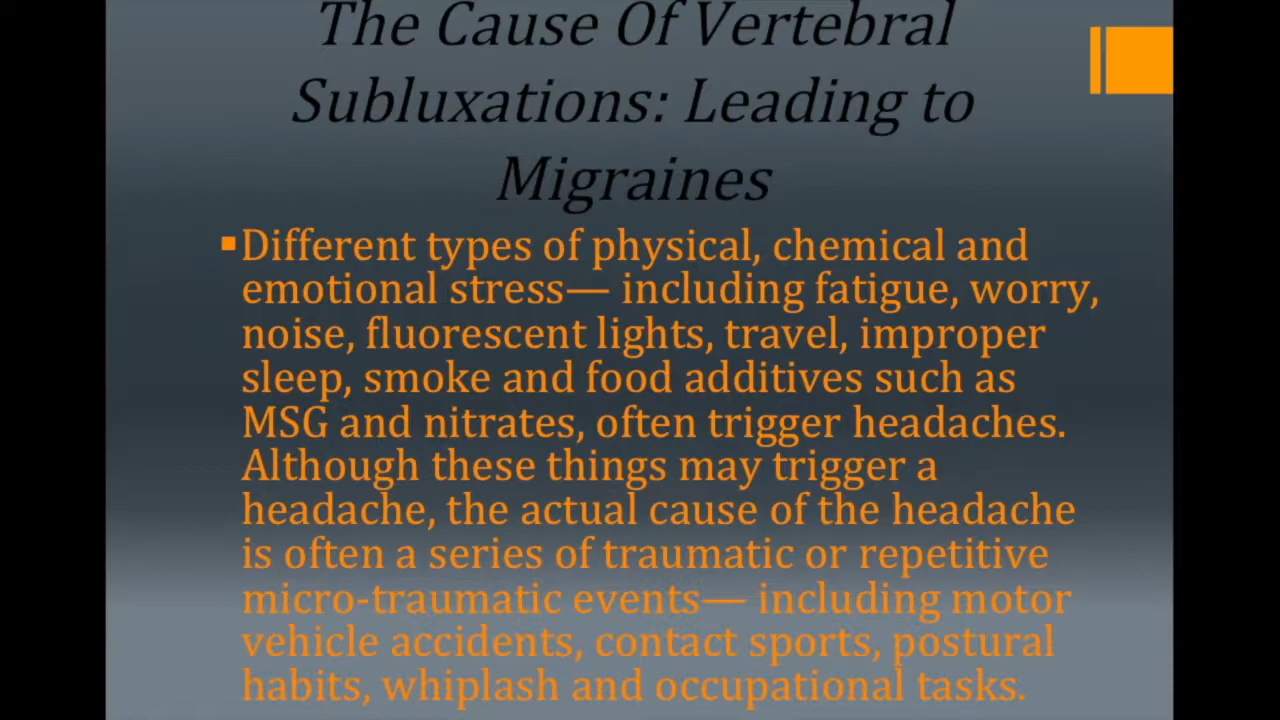 The Cause Of Vertebral
Subluxations: Leading to
Migraines
▪Different types of physical, chemical and
emotional stress— including fatigue, worry,
noise, fluorescent lights, travel, improper
sleep, smoke and food additives such as
MSG and nitrates, often trigger headaches.
Although these things may trigger a
headache, the actual cause of the headache
is often a series of traumatic or repetitive
micro-traumatic events— including motor
vehicle accidents, contact sports, postural
habits, whiplash and occupational tasks.